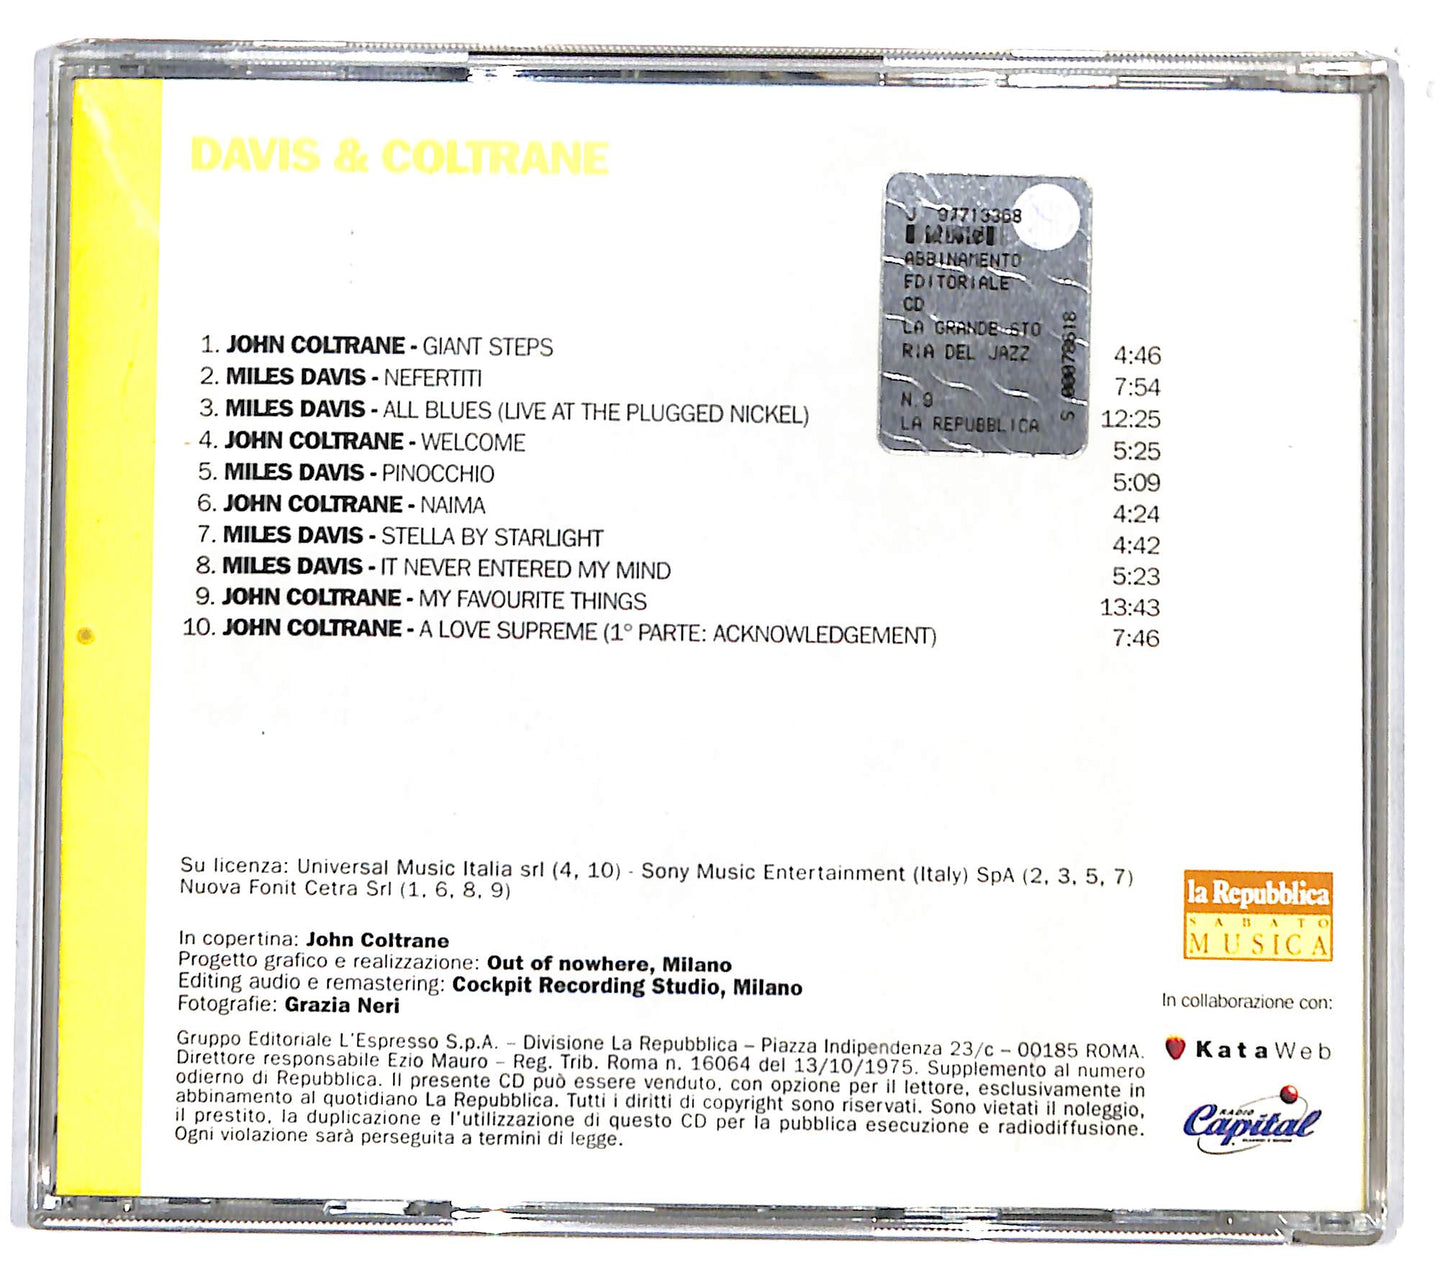 DAVIS & COLTRANE
J 97713368
ABBINAMENTO
EDITORIALE
CD
LA GRANDE STO
RIA DEL JAZZ
N.9
LA REPUBBLICA
S 00078618
1. JOHN COLTRANE - GIANT STEPS 4:46
2. MILES DAVIS - NEFERTITI 7:54
3. MILES DAVIS - ALL BLUES (LIVE AT THE PLUGGED NICKEL) 12:25
4. JOHN COLTRANE - WELCOME 5:25
5. MILES DAVIS - PINOCCHIO 5:09
6. JOHN COLTRANE - NAIMA 4:24
7. MILES DAVIS - STELLA BY STARLIGHT 4:42
8. MILES DAVIS - IT NEVER ENTERED MY MIND 5:23
9. JOHN COLTRANE - MY FAVOURITE THINGS 13:43
10. JOHN COLTRANE - A LOVE SUPREME (1° PARTE: ACKNOWLEDGEMENT) 7:46
Su licenza: Universal Music Italia srl (4, 10) - Sony Music Entertainment (Italy) SpA (2, 3, 5, 7)
Nuova Fonit Cetra Srl (1, 6, 8, 9)
In copertina: John Coltrane
Progetto grafico e realizzazione: Out of nowhere, Milano
Editing audio e remastering: Cockpit Recording Studio, Milano
Fotografie: Grazia Neri
Gruppo Editoriale L'Espresso S.p.A. – Divisione La Repubblica – Piazza Indipendenza 23/c – 00185 ROMA.
Direttore responsabile Ezio Mauro – Reg. Trib. Roma n. 16064 del 13/10/1975. Supplemento al numero
odierno di Repubblica. Il presente CD può essere venduto, con opzione per il lettore, esclusivamente in
abbinamento al quotidiano La Repubblica. Tutti i diritti di copyright sono riservati. Sono vietati il noleggio,
il prestito, la duplicazione e l'utilizzazione di questo CD per la pubblica esecuzione e radiodiffusione.
Ogni violazione sarà perseguita a termini di legge.
la Repubblica
SABATO
MUSICA
In collaborazione con:
KataWeb
RADIO
Capital